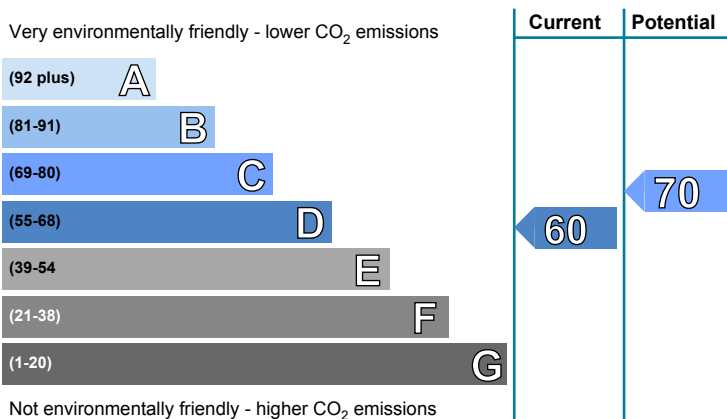 Very environmentally friendly - lower CO2 emissions
Current
Potential
(92 plus) A
(81-91) B
(69-80) C
70
(55-68) D
60
(39-54 E
(21-38) F
(1-20) G
Not environmentally friendly - higher CO2 emissions